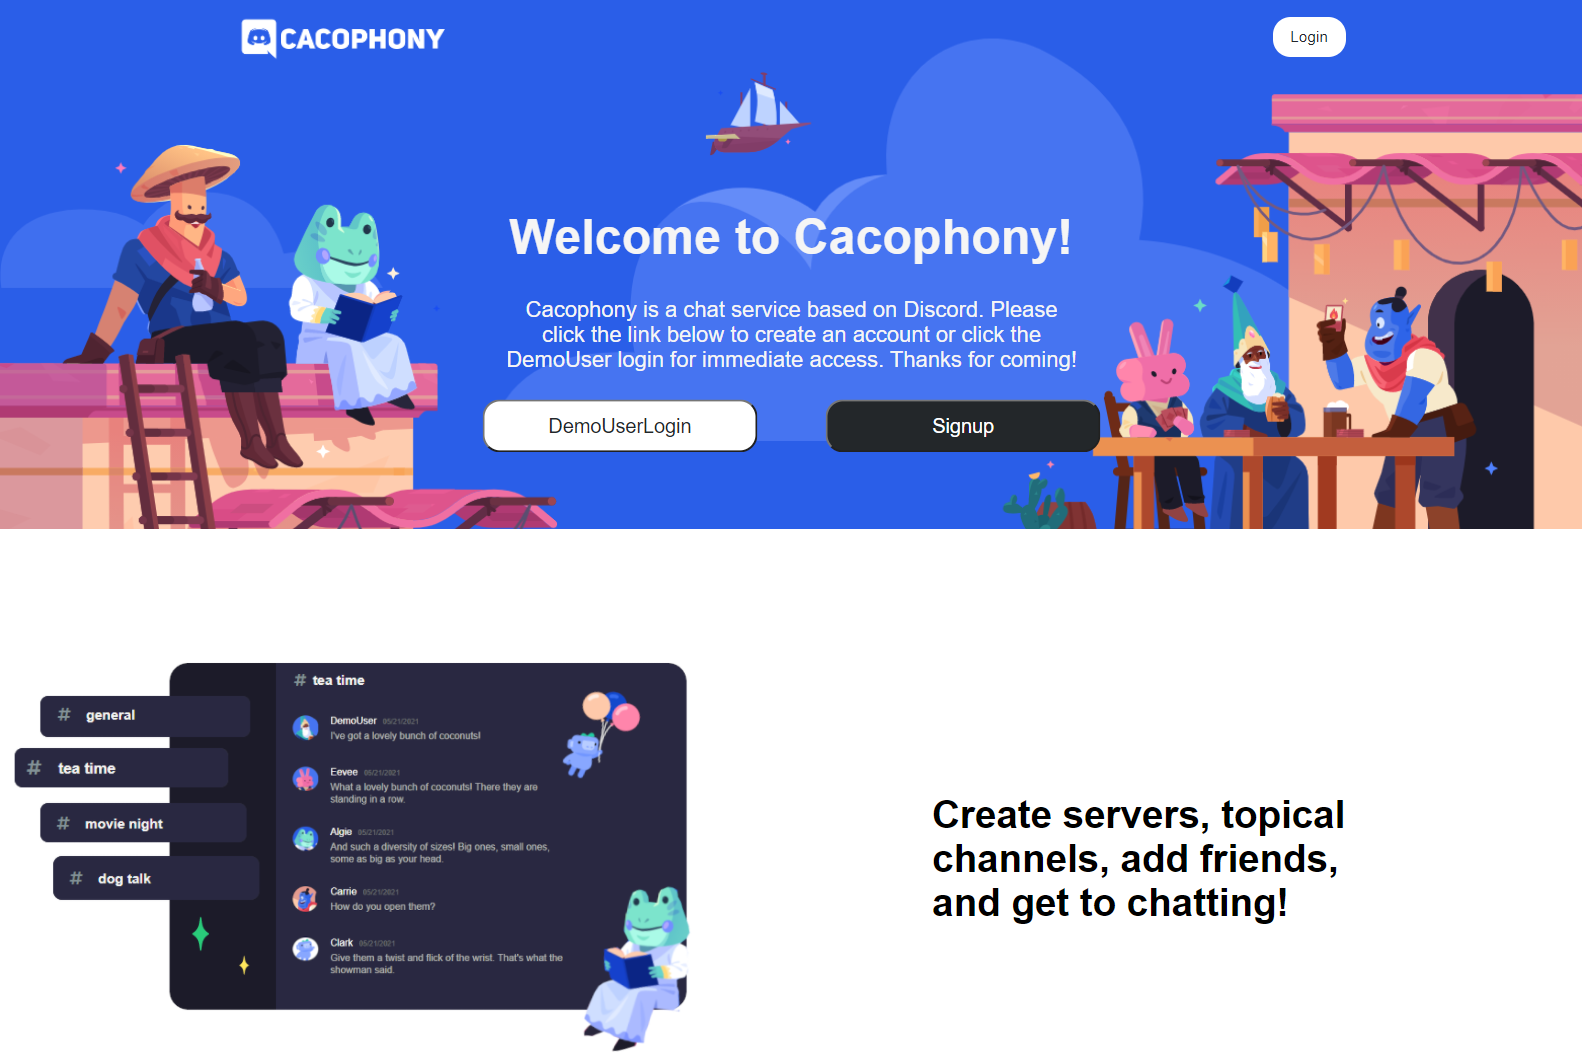 CACOPHONY
Login
Welcome to Cacophony!
Cacophony is a chat service based on Discord. Please
click the link below to create an account or click the
DemoUser login for immediate access. Thanks for coming!
DemoUserLogin
Signup
# general
# tea time
# movie night
# dog talk
# tea time
DemoUser 05/21/2021
I've got a lovely bunch of coconuts!
Eevee 05/21/2021
What a lovely bunch of coconuts! There they are
standing in a row.
Algie 05/21/2021
And such a diversity of sizes! Big ones, small ones,
some as big as your head.
Carrie 05/21/2021
How do you open them?
Clark 05/21/2021
Give them a twist and flick of the wrist. That's what the
showman said.
Create servers, topical
channels, add friends,
and get to chatting!